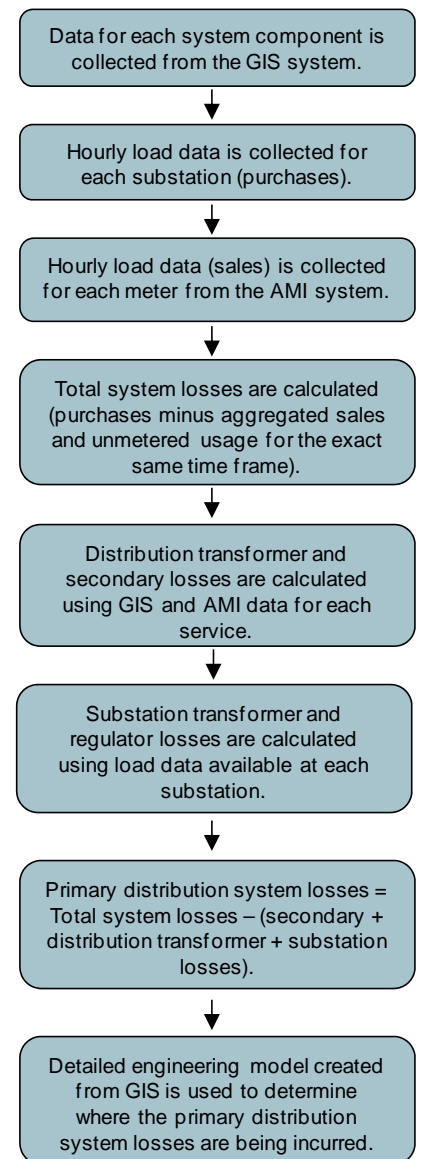 Data for each system component is
collected from the GIS system.
Hourly load data is collected for
each substation (purchases).
Hourly load data (sales) is collected
for each meter from the AMI system.
Total system losses are calculated
(purchases minus aggregated sales
and unmetered usage for the exact
same time frame).
Distribution transformer and
secondary losses are calculated
using GIS and AMI data for each
service.
Substation transformer and
regulator losses are calculated
using load data available at each
substation.
Primary distribution system losses =
Total system losses – (secondary +
distribution transformer + substation
losses).
Detailed engineering model created
from GIS is used to determine
where the primary distribution
system losses are being incurred.